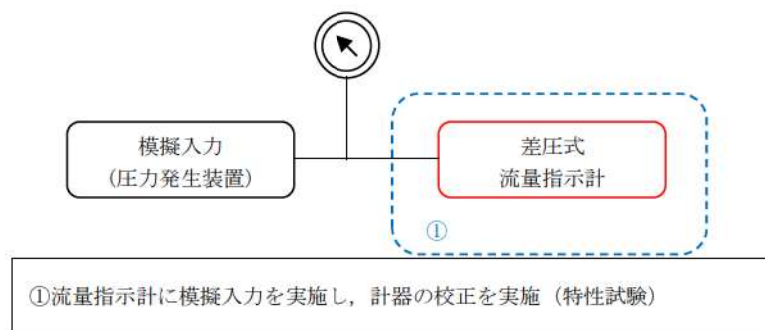 模擬入力
（圧力発生装置）
差圧式
流量指示計
①
①流量指示計に模擬入力を実施し，計器の校正を実施（特性試験）